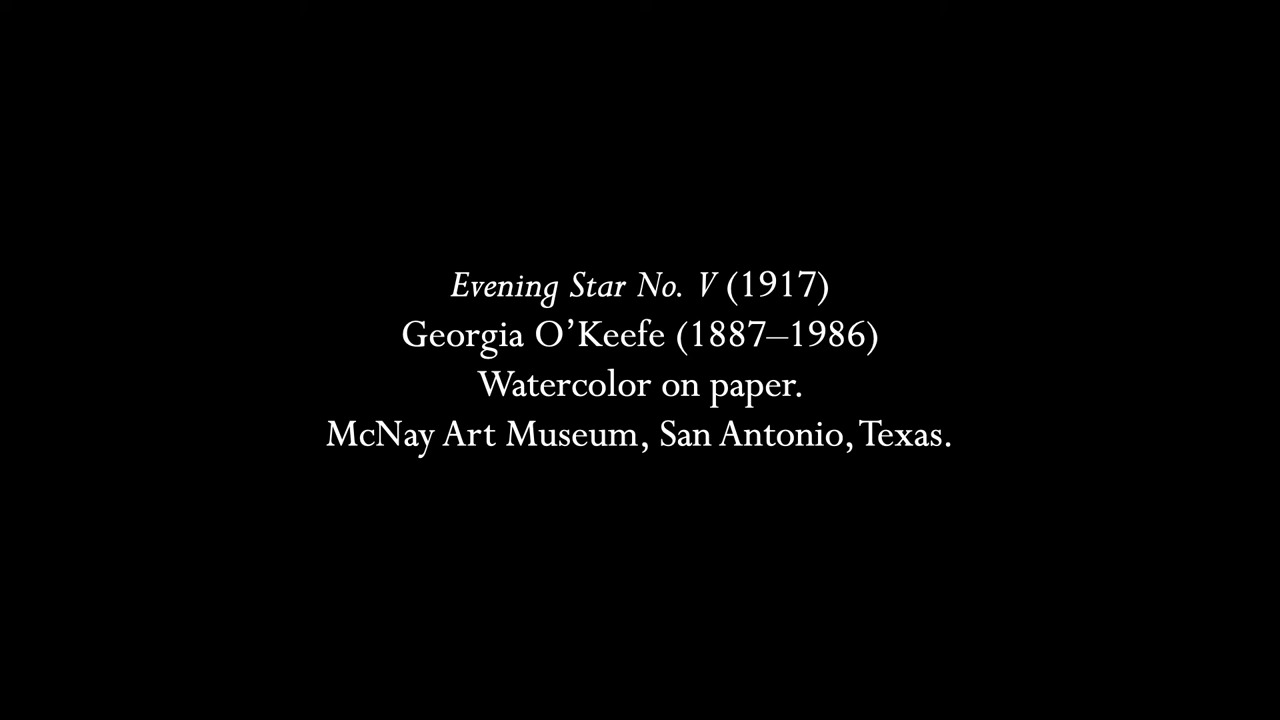 Evening Star No. V (1917)
Georgia O’Keefe (1887–1986)
Watercolor on paper.
McNay Art Museum, San Antonio, Texas.